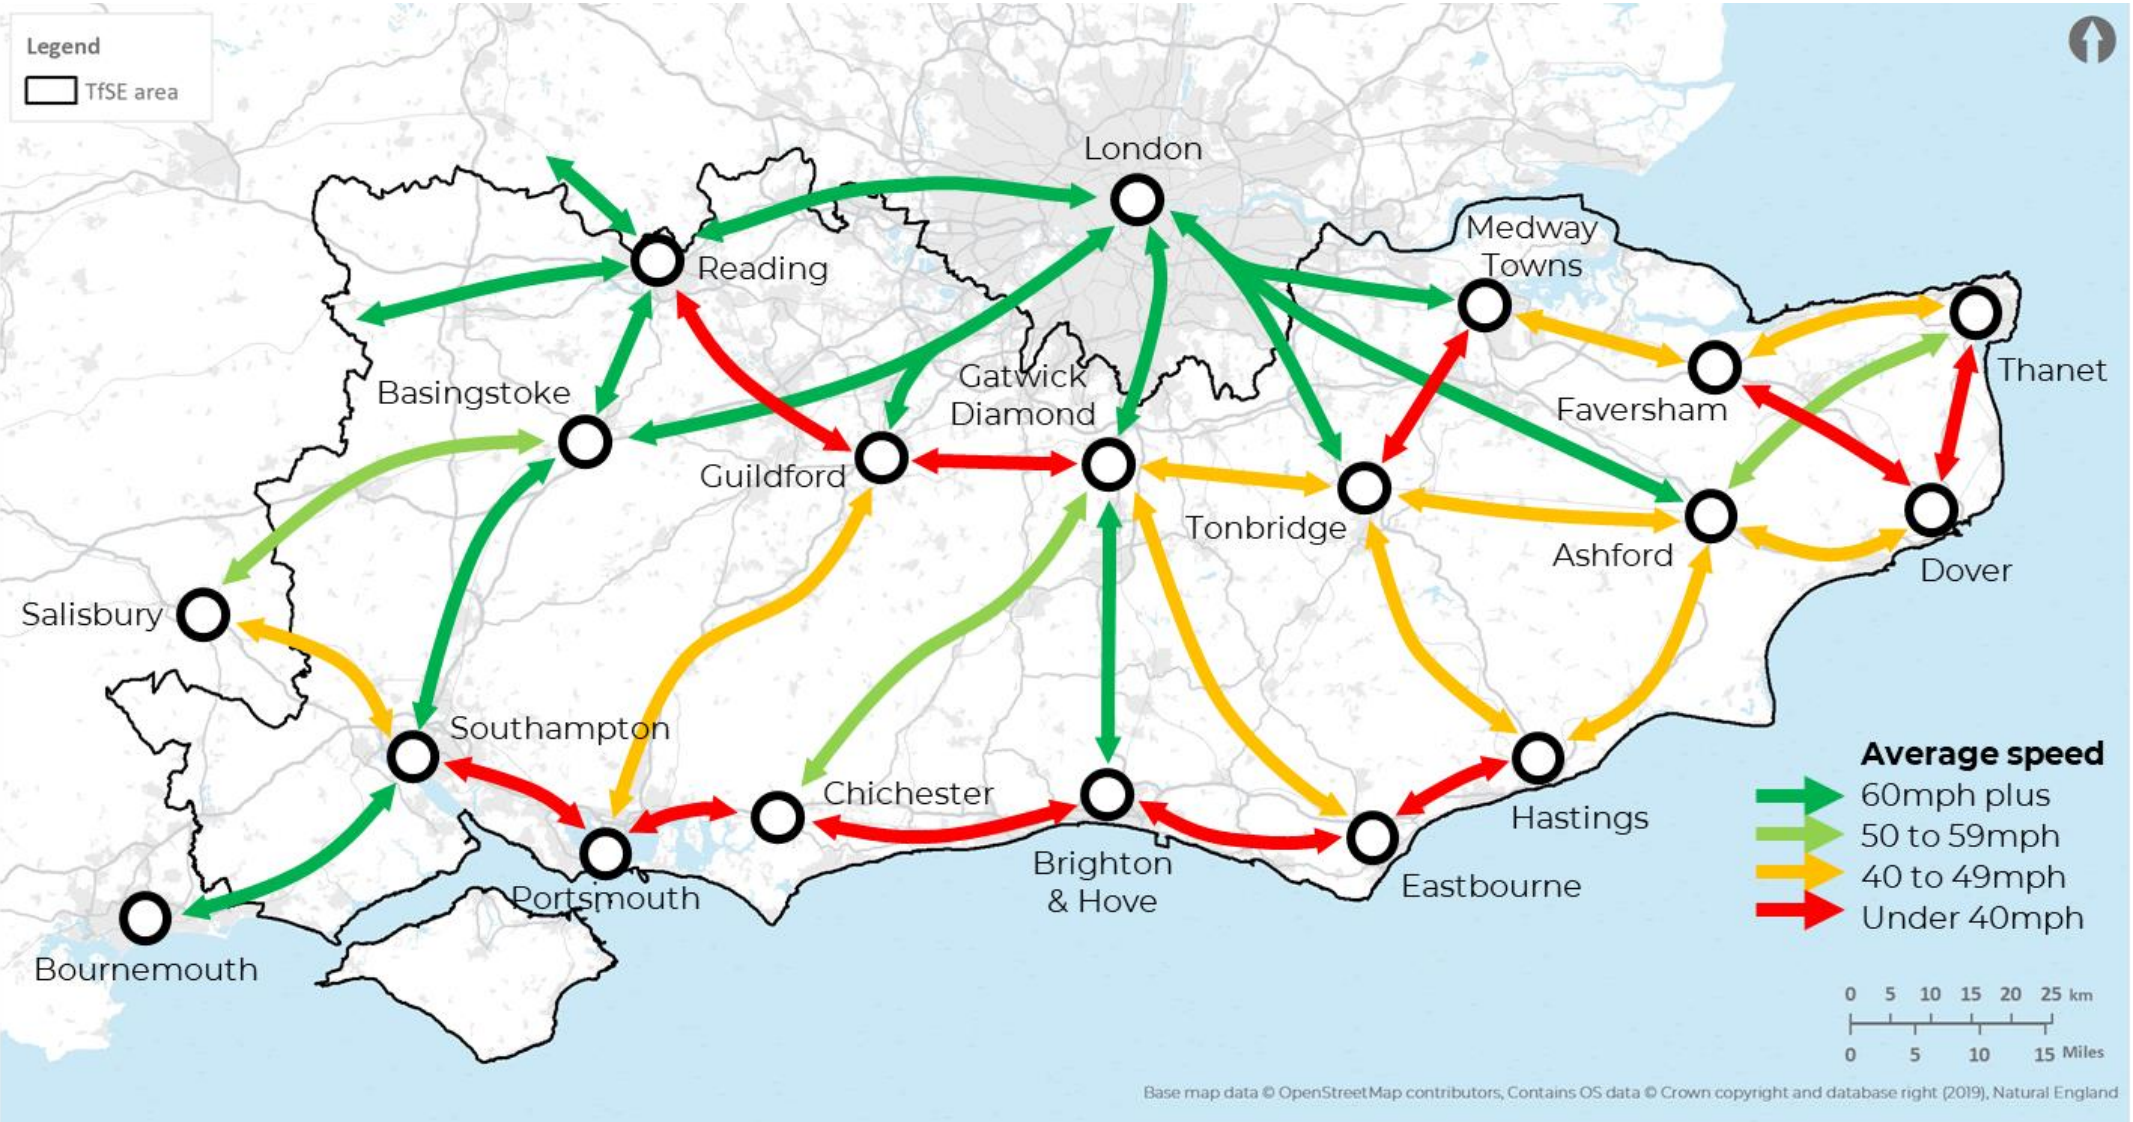 Legend
TfSE area
London
Medway
Towns
Reading
Thanet
Basingstoke
Gatwick
Diamond
Faversham
Guildford
Tonbridge
Ashford
Dover
Salisbury
Southampton
Chichester
Hastings
Brighton
& Hove
Eastbourne
Portsmouth
Bournemouth
Average speed
60mph plus
50 to 59mph
40 to 49mph
Under 40mph
0 5 10 15 20 25 km
0 5 10 15 Miles
Base map data © OpenStreetMap contributors, Contains OS data © Crown copyright and database right (2019), Natural England